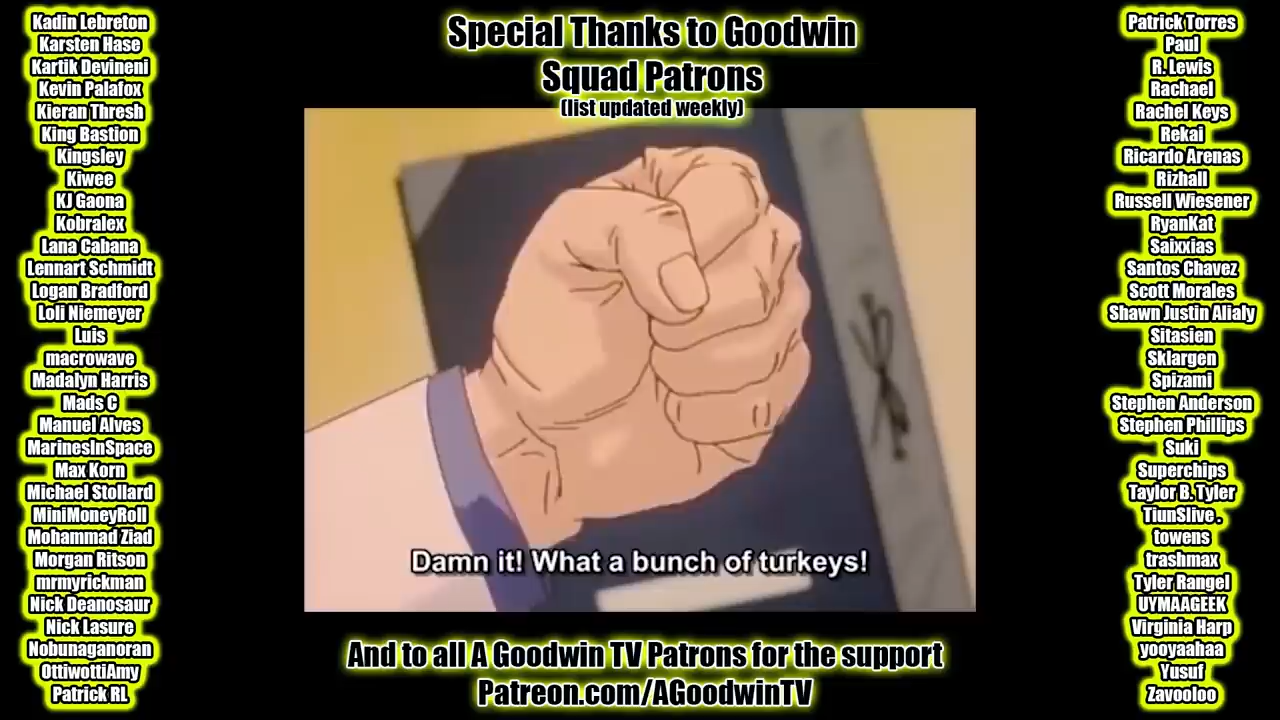 Special Thanks to Goodwin
Squad Patrons
(list updated weekly)
Kadin Lebreton
Karsten Hase
Kartik Devineni
Kevin Palafox
Kieran Thresh
King Bastion
Kingsley
Kiwee
KJ Gaona
Kobralex
Lana Cabana
Lennart Schmidt
Logan Bradford
Loli Niemeyer
Luis
macrowave
Madalyn Harris
Mads C
Manuel Alves
MarinesInSpace
Max Korn
Michael Stollard
MiniMoneyRoll
Mohammad Ziad
Morgan Ritson
mrmyrickman
Nick Deanosaur
Nick Lasure
Nobunaganoran
OttiwottiAmy
Patrick RL
Damn it! What a bunch of turkeys!
Patrick Torres
Paul
R. Lewis
Rachael
Rachel Keys
Rekai
Ricardo Arenas
Rizhall
Russell Wiesener
RyanKat
Saixxias
Santos Chavez
Scott Morales
Shawn Justin Alialy
Sitasien
Sklargen
Spizami
Stephen Anderson
Stephen Phillips
Suki
Superchips
Taylor B. Tyler
TiunSlive .
towens
trashmax
Tyler Rangel
UYMAAGEEK
Virginia Harp
yooyaahaa
Yusuf
Zavooloo
And to all A Goodwin TV Patrons for the support
Patreon.com/AGoodwinTV